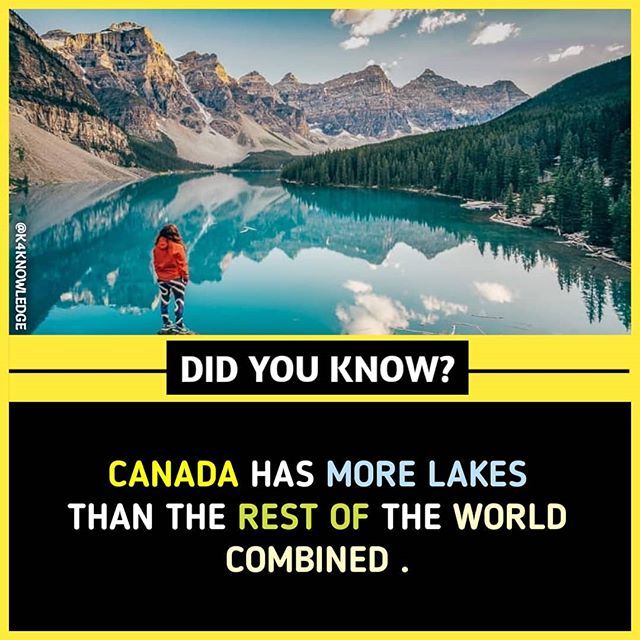 @K4KNOWLEDGE
DID YOU KNOW?
CANADA HAS MORE LAKES
THAN THE REST OF THE WORLD
COMBINED .